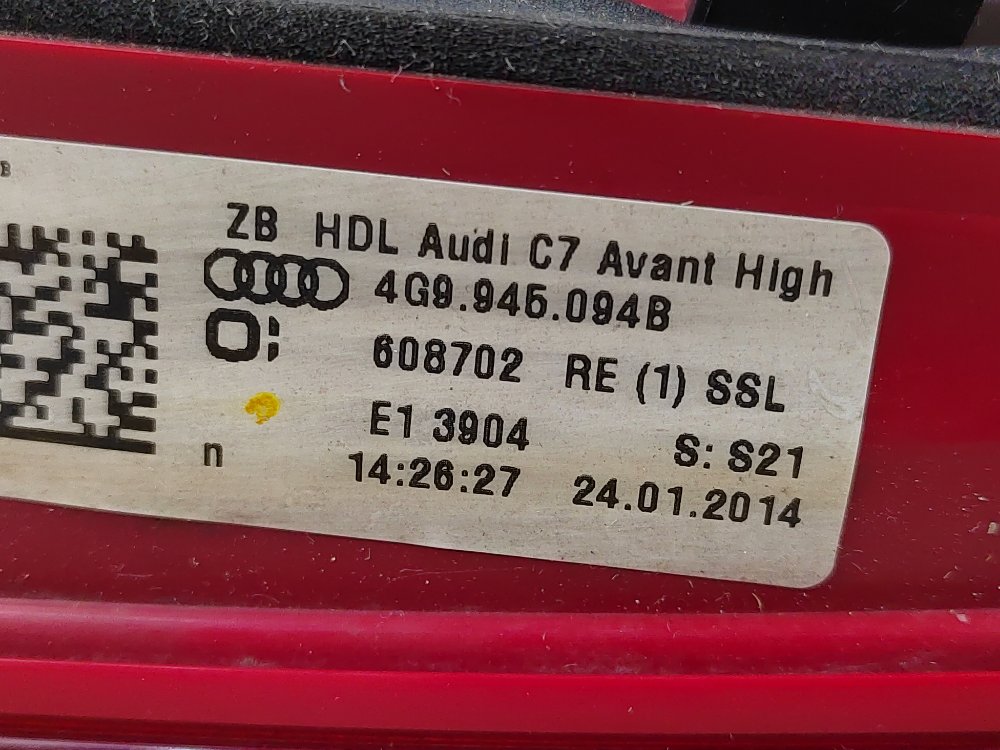 B
ZB HDL Audi C7 Avant High
4G9.945.094B
608702 RE (1) SSL
E1 3904 S: S21
n 14:26:27 24.01.2014